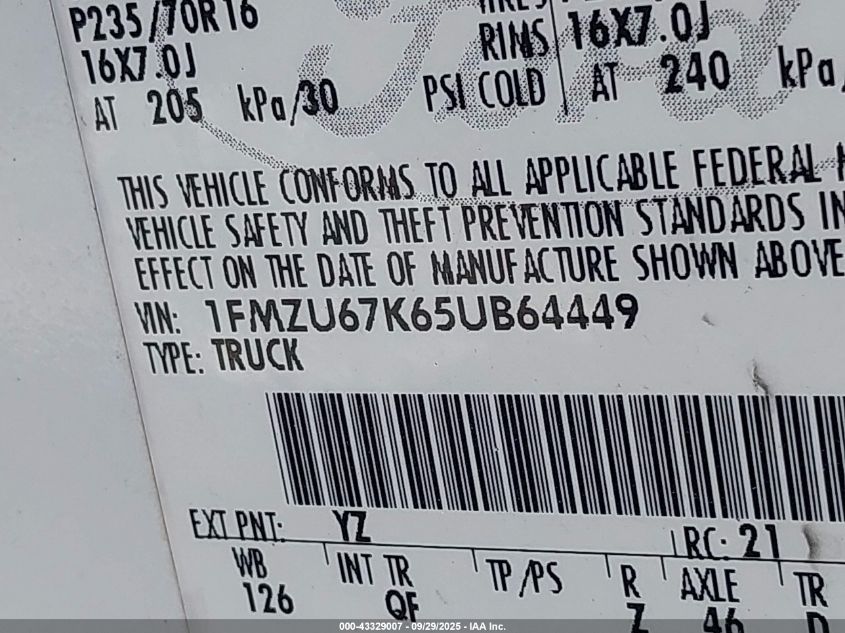 P235/70R16
16X7.0J
RIMS 16X7.0J
AT 205 kPa/30 PSI COLD AT 240 kPa/
THIS VEHICLE CONFORMS TO ALL APPLICABLE FEDERAL
VEHICLE SAFETY AND THEFT PREVENTION STANDARDS IN
EFFECT ON THE DATE OF MANUFACTURE SHOWN ABOVE
VIN: 1FMZU67K65UB64449
TYPE: TRUCK
EXT PNT: YZ RC: 21
WB INT TR TP/PS R AXLE TR
126 QF Z 46 D
000-43329007 - 09/29/2025 - IAA Inc.